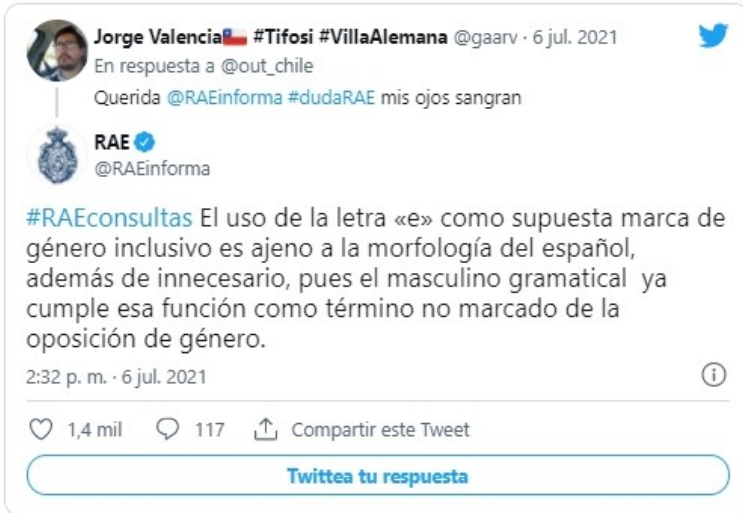 Jorge Valencia🇨🇱 #Tifosi #VillaAlemana @gaarv · 6 jul. 2021
En respuesta a @out_chile
Querida @RAEinforma #dudaRAE mis ojos sangran
RAE
@RAEinforma
#RAEconsultas El uso de la letra «e» como supuesta marca de
género inclusivo es ajeno a la morfología del español,
además de innecesario, pues el masculino gramatical ya
cumple esa función como término no marcado de la
oposición de género.
2:32 p. m. · 6 jul. 2021
1,4 mil 117 Compartir este Tweet
Twittea tu respuesta